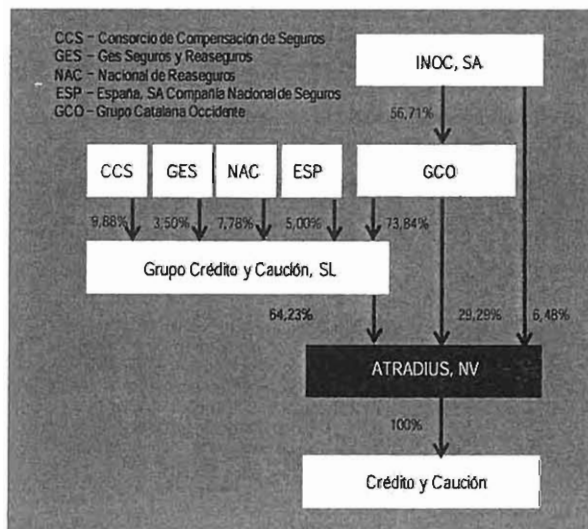 CCS – Consorcio de Compensación de Seguros
GES – Ges Seguros y Reaseguros
NAC – Nacional de Reaseguros
ESP – España, SA Compañía Nacional de Seguros
GCO – Grupo Catalana Occidente
INOC, SA
56,71%
CCS GES NAC ESP GCO
9,88% 3,50% 7,78% 5,00% 73,84%
Grupo Crédito y Caución, SL
64,23% 29,29% 6,48%
ATRADIUS, NV
100%
Crédito y Caución